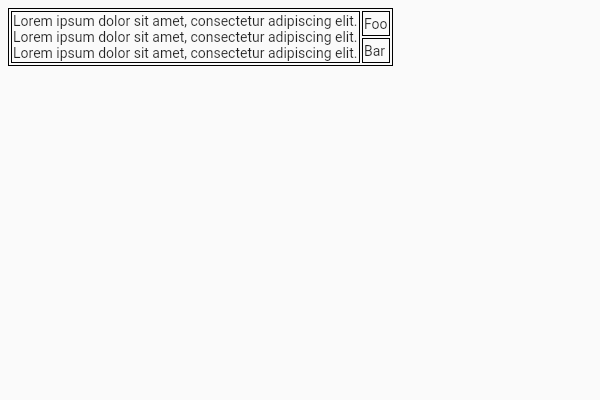 Lorem ipsum dolor sit amet, consectetur adipiscing elit.
Lorem ipsum dolor sit amet, consectetur adipiscing elit.
Lorem ipsum dolor sit amet, consectetur adipiscing elit.
Foo
Bar